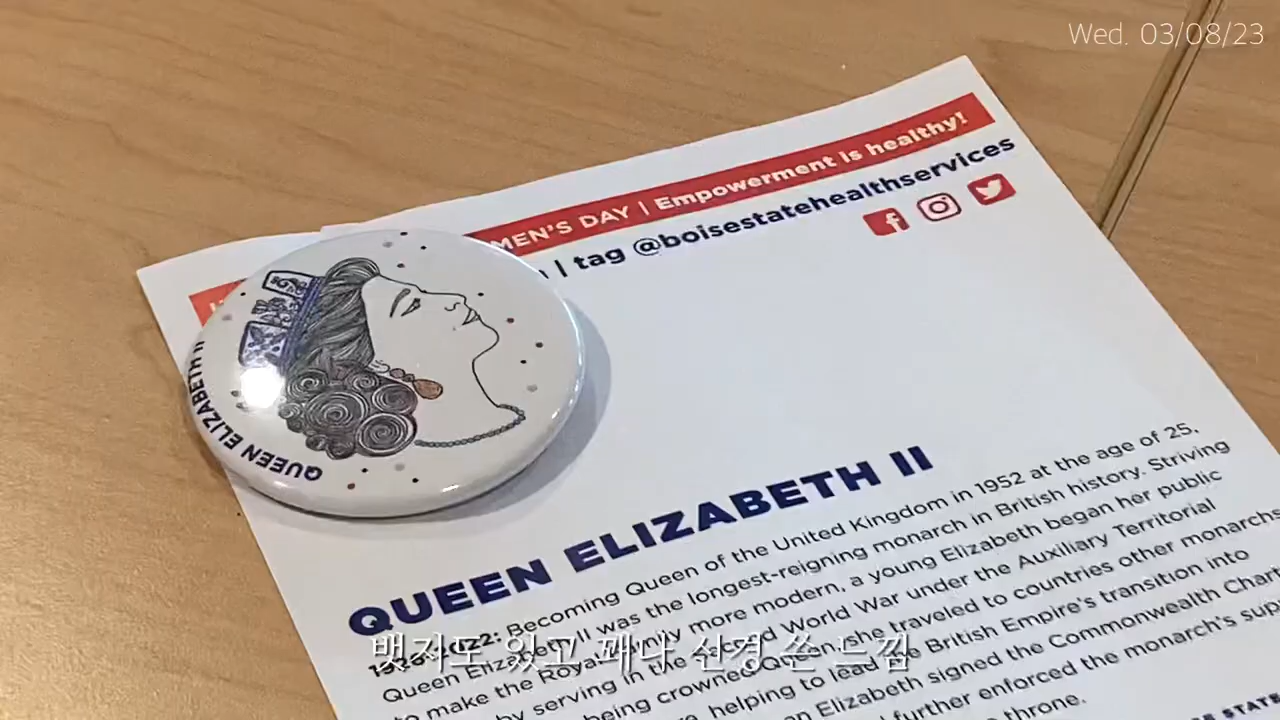 Wed. 03/08/23
MEN'S DAY | Empowerment is healthy!
| tag @boisestatehealthservices
QUEEN ELIZABETH II
QUEEN ELIZABETH II
Becoming Queen of the United Kingdom in 1952 at the age of 25,
Queen Elizabeth II was the longest-reigning monarch in British history. Striving
to make the Royal more modern, a young Elizabeth began her public
by serving in the World War under the Auxiliary Territorial
being crowned Queen, she traveled to countries other monarchs
helping to lead the British Empire's transition into
Elizabeth signed the Commonwealth
further enforced the monarch's
throne.
뱃지도 있고 꽤나 신경 쓴 느낌